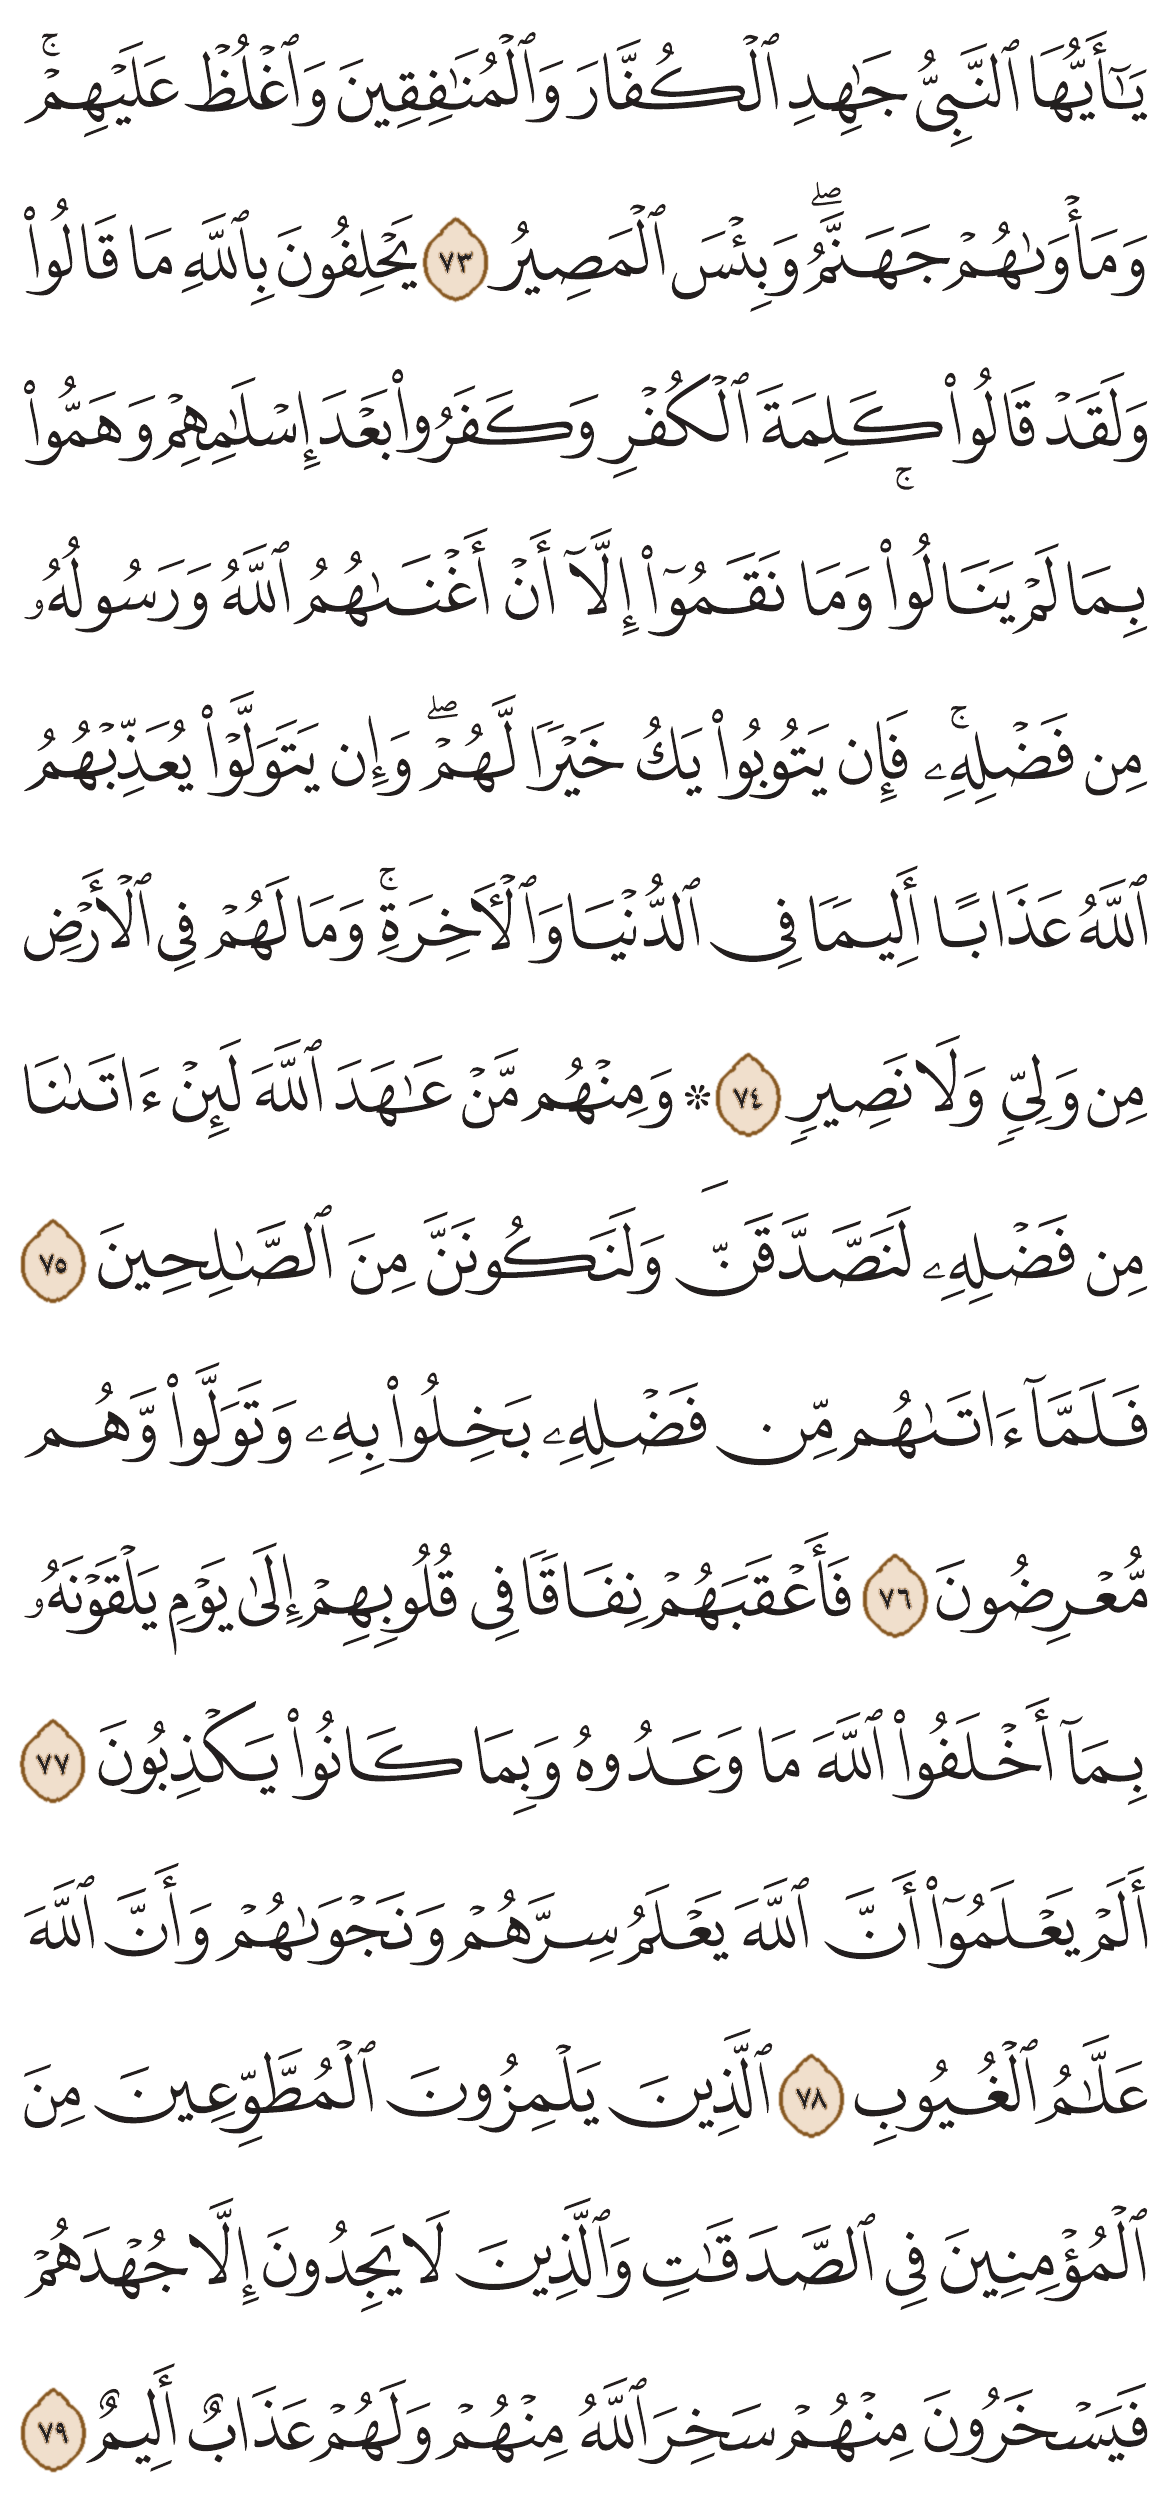 يَـٰٓأَيُّهَا ٱلنَّبِىُّ جَـٰهِدِ ٱلْكُفَّارَ وَٱلْمُنَـٰفِقِينَ وَٱغْلُظْ عَلَيْهِمْ ۚ
وَمَأْوَىٰهُمْ جَهَنَّمُ ۖ وَبِئْسَ ٱلْمَصِيرُ ٧٣ يَحْلِفُونَ بِٱللَّهِ مَا قَالُوا۟
وَلَقَدْ قَالُوا۟ كَلِمَةَ ٱلْكُفْرِ وَكَفَرُوا۟ بَعْدَ إِسْلَـٰمِهِمْ وَهَمُّوا۟
بِمَا لَمْ يَنَالُوا۟ ۚ وَمَا نَقَمُوٓا۟ إِلَّآ أَنْ أَغْنَىٰهُمُ ٱللَّهُ وَرَسُولُهُۥ
مِن فَضْلِهِۦ ۚ فَإِن يَتُوبُوا۟ يَكُ خَيْرًا لَّهُمْ ۖ وَإِن يَتَوَلَّوْا۟ يُعَذِّبْهُمُ
ٱللَّهُ عَذَابًا أَلِيمًا فِى ٱلدُّنْيَا وَٱلْـَٔاخِرَةِ ۚ وَمَا لَهُمْ فِى ٱلْأَرْضِ
مِن وَلِىٍّ وَلَا نَصِيرٍ ٧٤ ۞ وَمِنْهُم مَّنْ عَـٰهَدَ ٱللَّهَ لَئِنْ ءَاتَىٰنَا
مِن فَضْلِهِۦ لَنَصَّدَّقَنَّ وَلَنَكُونَنَّ مِنَ ٱلصَّـٰلِحِينَ ٧٥
فَلَمَّآ ءَاتَىٰهُم مِّن فَضْلِهِۦ بَخِلُوا۟ بِهِۦ وَتَوَلَّوا۟ وَّهُم
مُّعْرِضُونَ ٧٦ فَأَعْقَبَهُمْ نِفَاقًا فِى قُلُوبِهِمْ إِلَىٰ يَوْمِ يَلْقَوْنَهُۥ
بِمَآ أَخْلَفُوا۟ ٱللَّهَ مَا وَعَدُوهُ وَبِمَا كَانُوا۟ يَكْذِبُونَ ٧٧
أَلَمْ يَعْلَمُوٓا۟ أَنَّ ٱللَّهَ يَعْلَمُ سِرَّهُمْ وَنَجْوَىٰهُمْ وَأَنَّ ٱللَّهَ
عَلَّـٰمُ ٱلْغُيُوبِ ٧٨ ٱلَّذِينَ يَلْمِزُونَ ٱلْمُطَّوِّعِينَ مِنَ
ٱلْمُؤْمِنِينَ فِى ٱلصَّدَقَـٰتِ وَٱلَّذِينَ لَا يَجِدُونَ إِلَّا جُهْدَهُمْ
فَيَسْخَرُونَ مِنْهُمْ سَخِرَ ٱللَّهُ مِنْهُمْ وَلَهُمْ عَذَابٌ أَلِيمٌ ٧٩